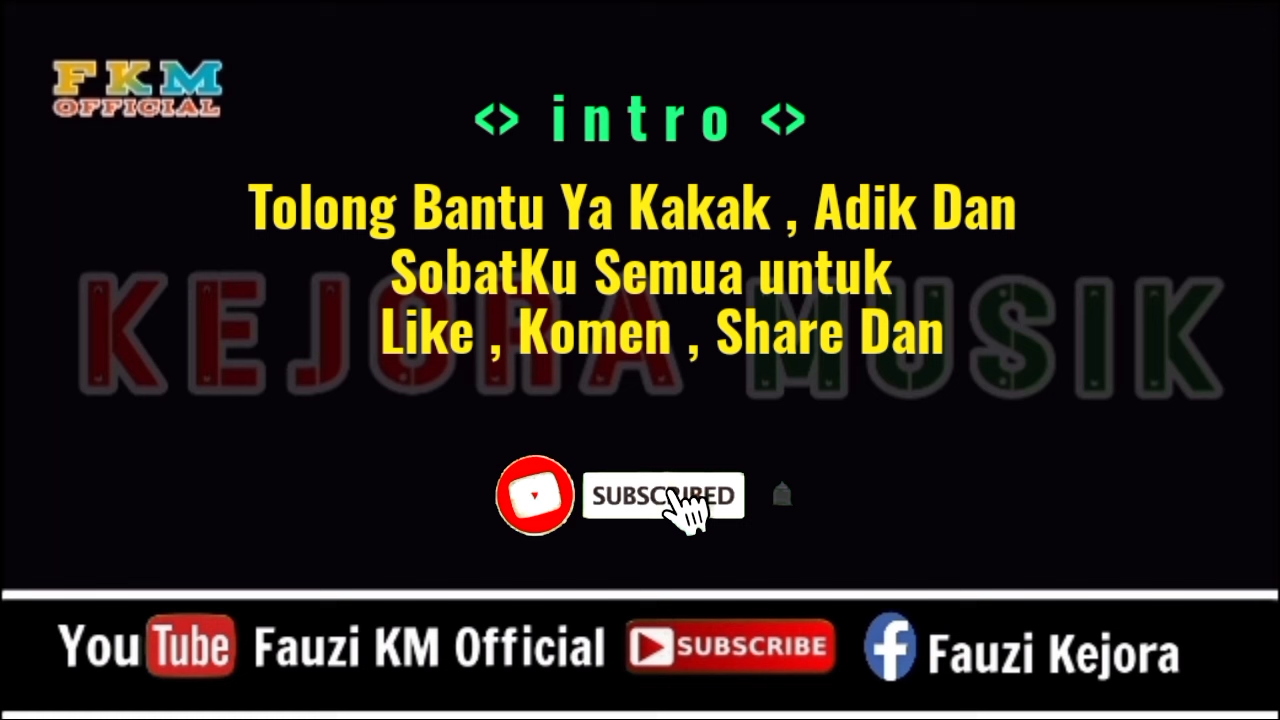 FKM
OFFICIAL
<> intro <>
Tolong Bantu Ya Kakak , Adik Dan
SobatKu Semua untuk
Like , Komen , Share Dan
KEJORA MUSIK
SUBSCRIBED
YouTube Fauzi KM Official SUBSCRIBE f Fauzi Kejora